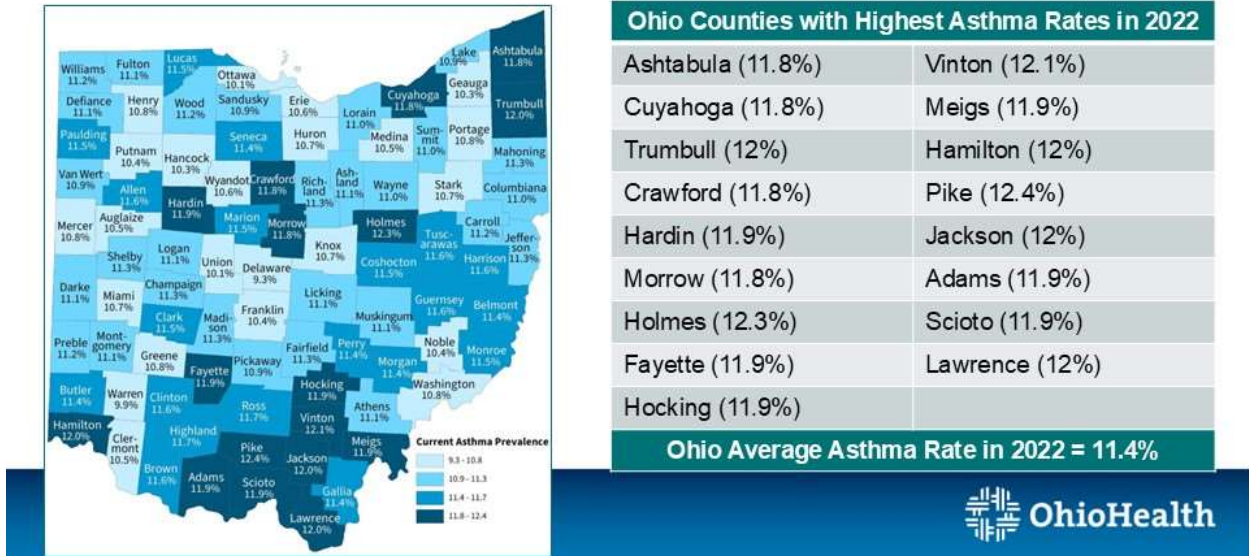 Williams
11.2%
Fulton
11.1%
Lucas
11.5%
Ottawa
10.1%
Lake
10.9%
Ashtabula
11.8%
Defiance
11.1%
Henry
10.8%
Wood
11.2%
Sandusky
10.9%
Erie
10.6%
Lorain
11.0%
Cuyahoga
11.8%
Geauga
10.3%
Trumbull
12.0%
Paulding
11.5%
Putnam
10.4%
Hancock
10.3%
Seneca
11.4%
Huron
10.7%
Medina
10.5%
Sum-
mit
11.0%
Portage
10.8%
Mahoning
11.3%
Van Wert
10.9%
Allen
11.6%
Hardin
11.9%
Wyandot
10.6%
Crawford
11.8%
Rich-
land
11.3%
Ash-
land
11.1%
Wayne
11.0%
Stark
10.7%
Columbiana
11.0%
Mercer
10.8%
Auglaize
10.5%
Marion
11.5%
Morrow
11.8%
Knox
10.7%
Holmes
12.3%
Tusc-
arawas
11.6%
Carroll
11.2%
Jeffer-
son
11.3%
Shelby
11.3%
Logan
11.1%
Union
10.1%
Delaware
9.3%
Coshocton
11.5%
Harrison
11.6%
Darke
11.1%
Miami
10.7%
Champaign
11.3%
Clark
11.5%
Madi-
son
11.3%
Franklin
10.4%
Licking
11.1%
Muskingum
11.1%
Guernsey
11.6%
Belmont
11.4%
Preble
11.2%
Mont-
gomery
11.1%
Greene
10.8%
Fayette
11.9%
Pickaway
10.9%
Fairfield
11.3%
Perry
11.4%
Morgan
11.4%
Noble
10.4%
Monroe
11.5%
Butler
11.4%
Warren
9.9%
Clinton
11.6%
Ross
11.7%
Hocking
11.9%
Athens
11.1%
Washington
10.8%
Hamilton
12.0%
Cler-
mont
10.5%
Brown
11.6%
Highland
11.7%
Adams
11.9%
Pike
12.4%
Scioto
11.9%
Vinton
12.1%
Jackson
12.0%
Meigs
11.9%
Gallia
11.4%
Lawrence
12.0%
Current Asthma Prevalence
9.3 - 10.8
10.9 - 11.3
11.4 - 11.7
11.8 - 12.4
Ohio Counties with Highest Asthma Rates in 2022
Ashtabula (11.8%) Vinton (12.1%)
Cuyahoga (11.8%) Meigs (11.9%)
Trumbull (12%) Hamilton (12%)
Crawford (11.8%) Pike (12.4%)
Hardin (11.9%) Jackson (12%)
Morrow (11.8%) Adams (11.9%)
Holmes (12.3%) Scioto (11.9%)
Fayette (11.9%) Lawrence (12%)
Hocking (11.9%)
Ohio Average Asthma Rate in 2022 = 11.4%
OhioHealth